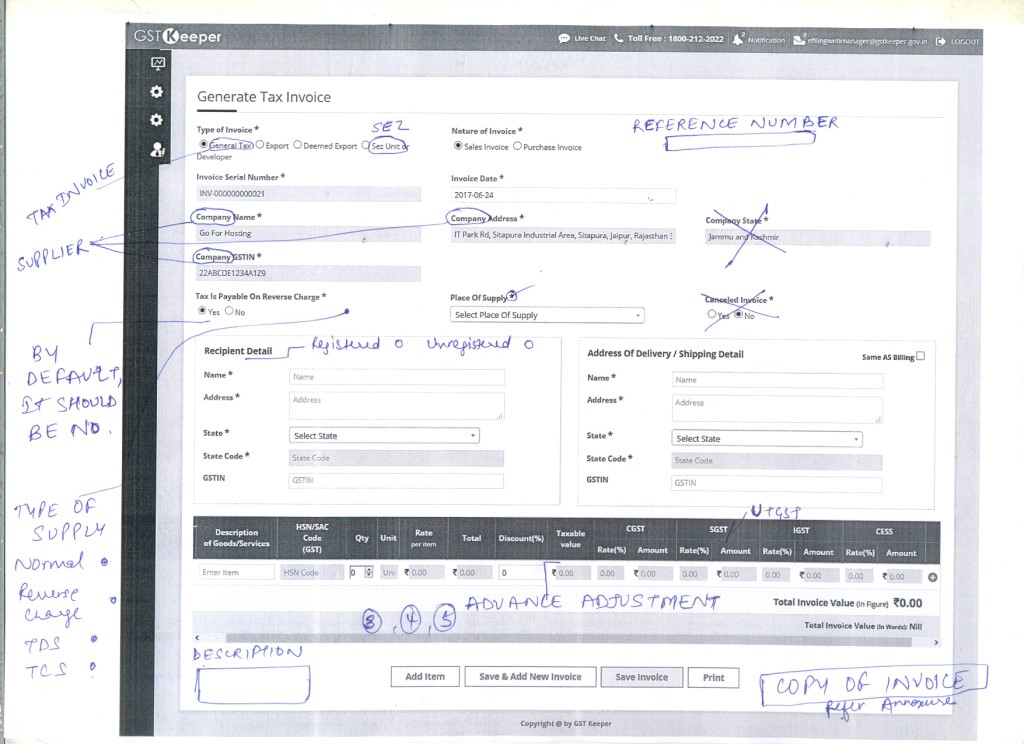 GST Keeper
Live Chat Toll Free : 1800-212-2022 2 Notification 2 efilingwebmanager@gstkeeper.gov.in LOGOUT
Generate Tax Invoice
REFERENCE NUMBER
SEZ
Type of Invoice * Nature of Invoice *
General Tax Export Deemed Export Sez Unit or Developer
Sales Invoice Purchase Invoice
TAX INVOICE
Invoice Serial Number * Invoice Date *
INV-000000000021 2017-06-24
SUPPLIER
Company Name * Company Address * Company State *
Go For Hosting IT Park Rd, Sitapura Industrial Area, Sitapura, Jaipur, Rajasthan Jammu and Kashmir
Company GSTIN *
22ABCDE1234A1Z9
Tax Is Payable On Reverse Charge * Place Of Supply Canceled Invoice *
Yes No Select Place Of Supply Yes No
BY
DEFAULT,
IT SHOULD
BE NO.
Recipient Detail Registered Unregistered
Name * Name
Address * Address
State * Select State
State Code * State Code
GSTIN GSTIN
Address Of Delivery / Shipping Detail Same AS Billing
Name * Name
Address * Address
State * Select State
State Code * State Code
GSTIN GSTIN
TYPE OF
SUPPLY
Normal
Reverse
Charge
TDS
TCS
UTGST
Description of Goods/Services HSN/SAC Code (GST) Qty Unit Rate per item Total Discount(%) Taxable value CGST SGST IGST CESS
Rate(%) Amount Rate(%) Amount Rate(%) Amount Rate(%) Amount
Enter Item HSN Code 0 Uni ₹ 0.00 ₹ 0.00 0 ₹ 0.00 0.00 ₹ 0.00 0.00 ₹ 0.00 0.00 ₹ 0.00 0.00 ₹ 0.00
ADVANCE ADJUSTMENT
Total Invoice Value (In Figure) ₹0.00
, 4 , 5
Total Invoice Value (In Words): Nill
DESCRIPTION
Add Item Save & Add New Invoice Save Invoice Print
COPY OF INVOICE
Refer Annexure
Copyright @ by GST Keeper